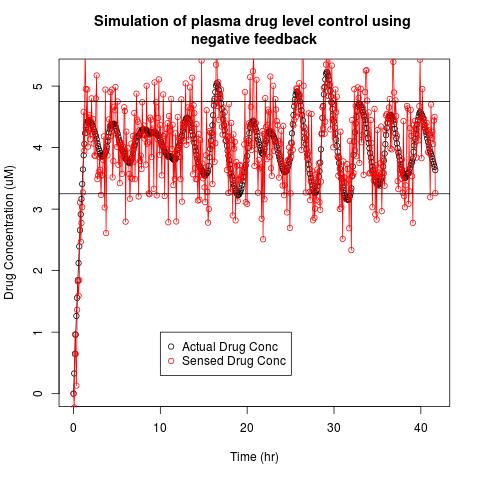 Simulation of plasma drug level control using
negative feedback
Drug Concentration (uM)
5
4
3
2
1
0
Actual Drug Conc
Sensed Drug Conc
0 10 20 30 40
Time (hr)